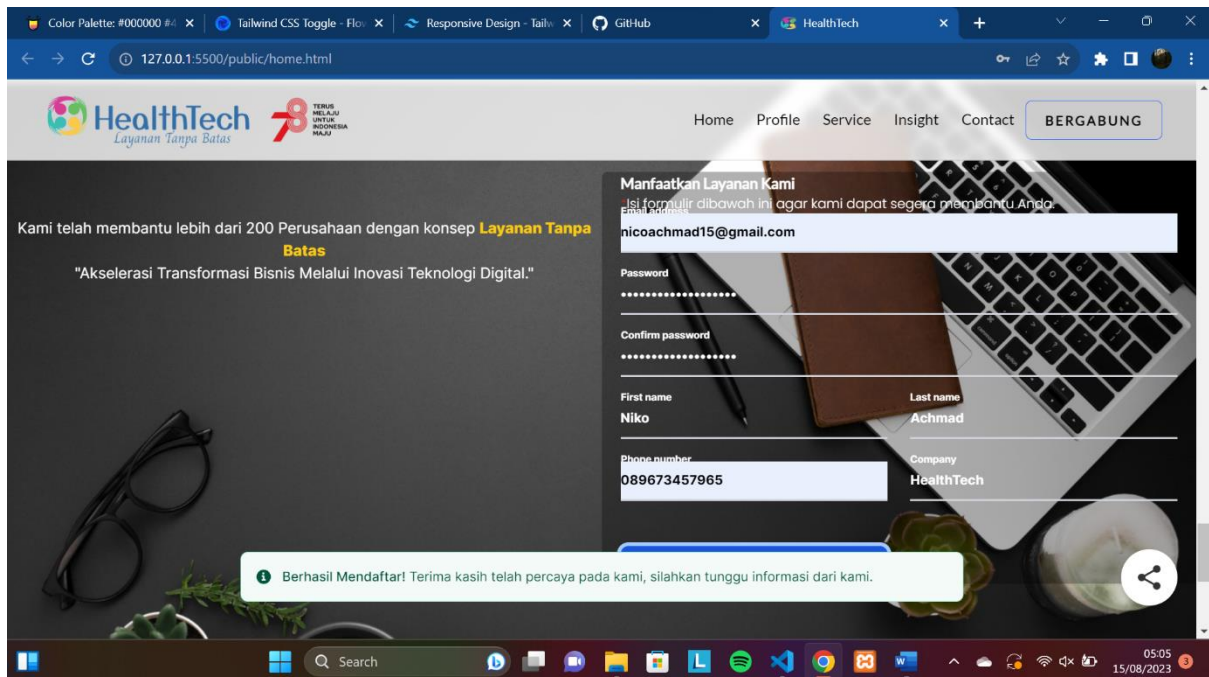 Color Palette: #000000 #4
Tailwind CSS Toggle - Flow
Responsive Design - Tailw
GitHub
HealthTech
127.0.0.1:5500/public/home.html
HealthTech
Layanan Tanpa Batas
78
TERUS
MELAJU
UNTUK
INDONESIA
MAJU
Home
Profile
Service
Insight
Contact
BERGABUNG
Kami telah membantu lebih dari 200 Perusahaan dengan konsep Layanan Tanpa
Batas
"Akselerasi Transformasi Bisnis Melalui Inovasi Teknologi Digital."
Manfaatkan Layanan Kami
*Isi formulir dibawah ini agar kami dapat segera membantu Anda.
Email address
nicoachmad15@gmail.com
Password
•••••••••••••••••••
Confirm password
•••••••••••••••••••
First name
Niko
Last name
Achmad
Phone number
089673457965
Company
HealthTech
Berhasil Mendaftar! Terima kasih telah percaya pada kami, silahkan tunggu informasi dari kami.
Search
05:05
15/08/2023
3